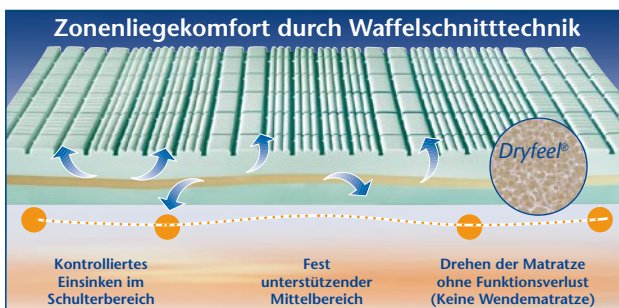 Zonenliegekomfort durch Waffelschnitttechnik
Dryfeel®
Kontrolliertes
Einsinken im
Schulterbereich
Fest
unterstützender
Mittelbereich
Drehen der Matratze
ohne Funktionsverlust
(Keine Wendematratze)